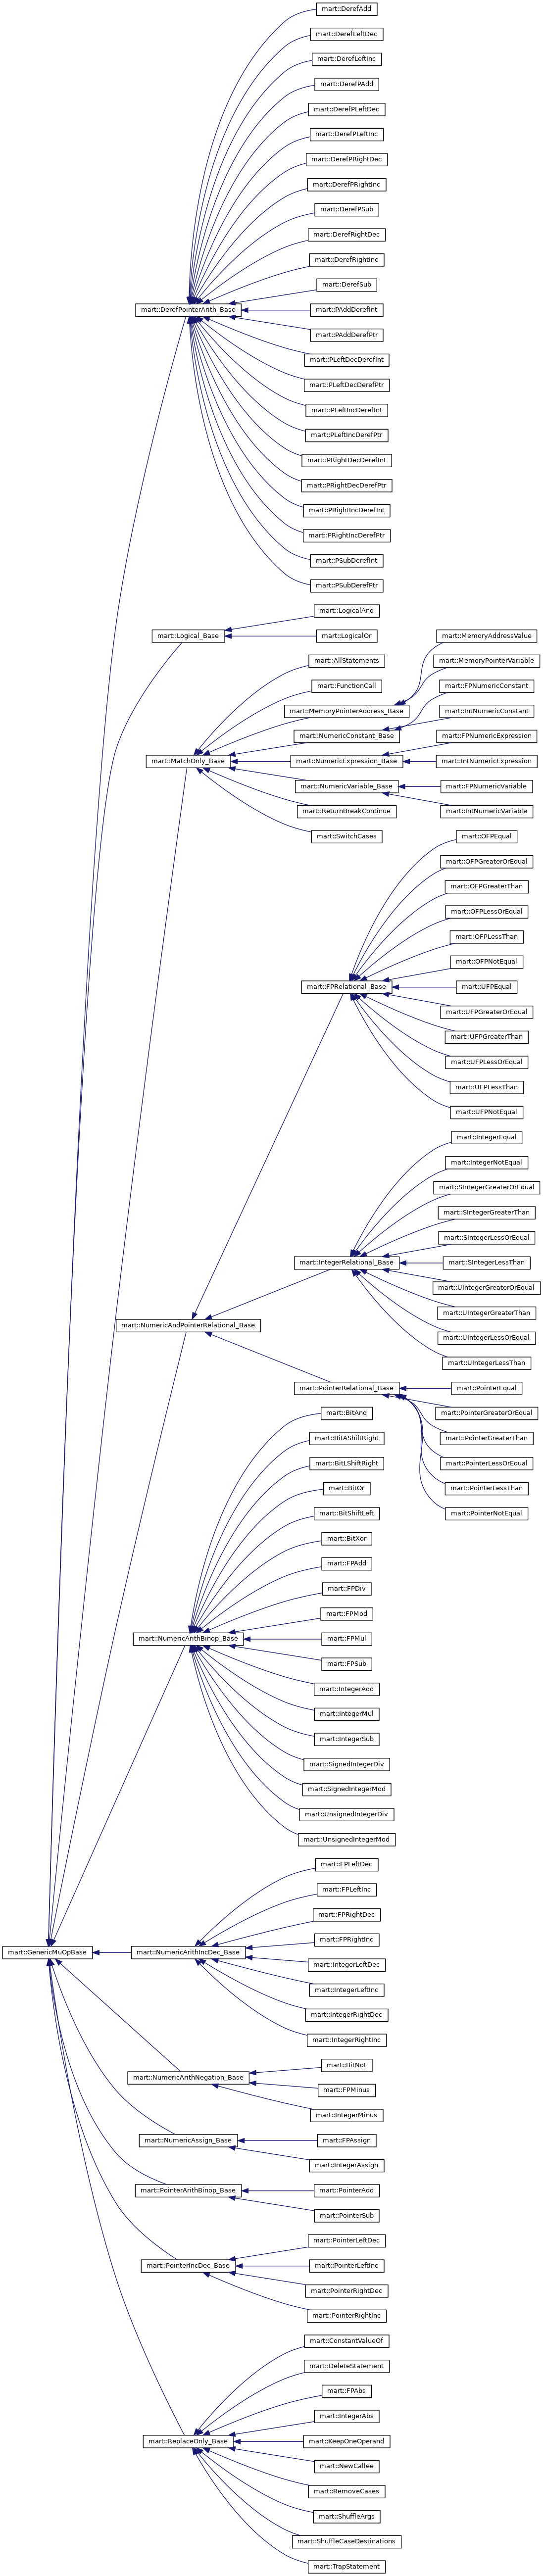 mart::DerefAdd
mart::DerefLeftDec
mart::DerefLeftInc
mart::DerefPAdd
mart::DerefPLeftDec
mart::DerefPLeftInc
mart::DerefPRightDec
mart::DerefPRightInc
mart::DerefPSub
mart::DerefRightDec
mart::DerefRightInc
mart::DerefSub
mart::DerefPointerArith_Base
mart::PAddDerefInt
mart::PAddDerefPtr
mart::PLeftDecDerefInt
mart::PLeftDecDerefPtr
mart::PLeftIncDerefInt
mart::PLeftIncDerefPtr
mart::PRightDecDerefInt
mart::PRightDecDerefPtr
mart::PRightIncDerefInt
mart::PRightIncDerefPtr
mart::PSubDerefInt
mart::PSubDerefPtr
mart::LogicalAnd
mart::Logical_Base
mart::LogicalOr
mart::MemoryAddressValue
mart::AllStatements
mart::MemoryPointerVariable
mart::FunctionCall
mart::FPNumericConstant
mart::MemoryPointerAddress_Base
mart::IntNumericConstant
mart::NumericConstant_Base
mart::FPNumericExpression
mart::MatchOnly_Base
mart::NumericExpression_Base
mart::IntNumericExpression
mart::NumericVariable_Base
mart::FPNumericVariable
mart::ReturnBreakContinue
mart::IntNumericVariable
mart::SwitchCases
mart::OFPEqual
mart::OFPGreaterOrEqual
mart::OFPGreaterThan
mart::OFPLessOrEqual
mart::OFPLessThan
mart::OFPNotEqual
mart::FPRelational_Base
mart::UFPEqual
mart::UFPGreaterOrEqual
mart::UFPGreaterThan
mart::UFPLessOrEqual
mart::UFPLessThan
mart::UFPNotEqual
mart::IntegerEqual
mart::IntegerNotEqual
mart::SIntegerGreaterOrEqual
mart::SIntegerGreaterThan
mart::SIntegerLessOrEqual
mart::IntegerRelational_Base
mart::SIntegerLessThan
mart::UIntegerGreaterOrEqual
mart::UIntegerGreaterThan
mart::NumericAndPointerRelational_Base
mart::UIntegerLessOrEqual
mart::UIntegerLessThan
mart::PointerRelational_Base
mart::PointerEqual
mart::BitAnd
mart::PointerGreaterOrEqual
mart::BitAShiftRight
mart::PointerGreaterThan
mart::BitLShiftRight
mart::PointerLessOrEqual
mart::BitOr
mart::PointerLessThan
mart::BitShiftLeft
mart::PointerNotEqual
mart::BitXor
mart::FPAdd
mart::FPDiv
mart::FPMod
mart::NumericArithBinop_Base
mart::FPMul
mart::FPSub
mart::IntegerAdd
mart::IntegerMul
mart::IntegerSub
mart::SignedIntegerDiv
mart::SignedIntegerMod
mart::UnsignedIntegerDiv
mart::UnsignedIntegerMod
mart::FPLeftDec
mart::FPLeftInc
mart::FPRightDec
mart::FPRightInc
mart::GenericMuOpBase
mart::NumericArithIncDec_Base
mart::IntegerLeftDec
mart::IntegerLeftInc
mart::IntegerRightDec
mart::IntegerRightInc
mart::BitNot
mart::NumericArithNegation_Base
mart::FPMinus
mart::IntegerMinus
mart::NumericAssign_Base
mart::FPAssign
mart::IntegerAssign
mart::PointerArithBinop_Base
mart::PointerAdd
mart::PointerSub
mart::PointerLeftDec
mart::PointerIncDec_Base
mart::PointerLeftInc
mart::PointerRightDec
mart::PointerRightInc
mart::ConstantValueOf
mart::DeleteStatement
mart::FPAbs
mart::IntegerAbs
mart::ReplaceOnly_Base
mart::KeepOneOperand
mart::NewCallee
mart::RemoveCases
mart::ShuffleArgs
mart::ShuffleCaseDestinations
mart::TrapStatement